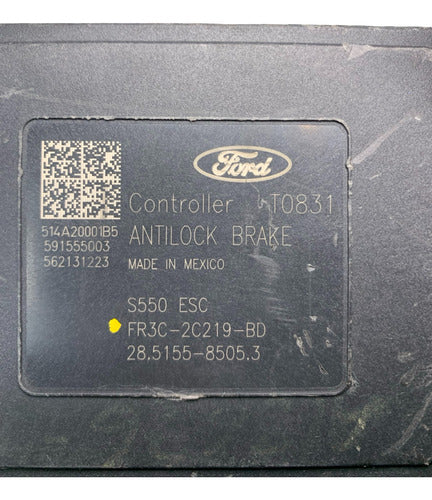 Ford
Controller T0831
ANTILOCK BRAKE
MADE IN MEXICO
514A20001B5
591555003
562131223
S550 ESC
FR3C-2C219-BD
28.5155-8505.3